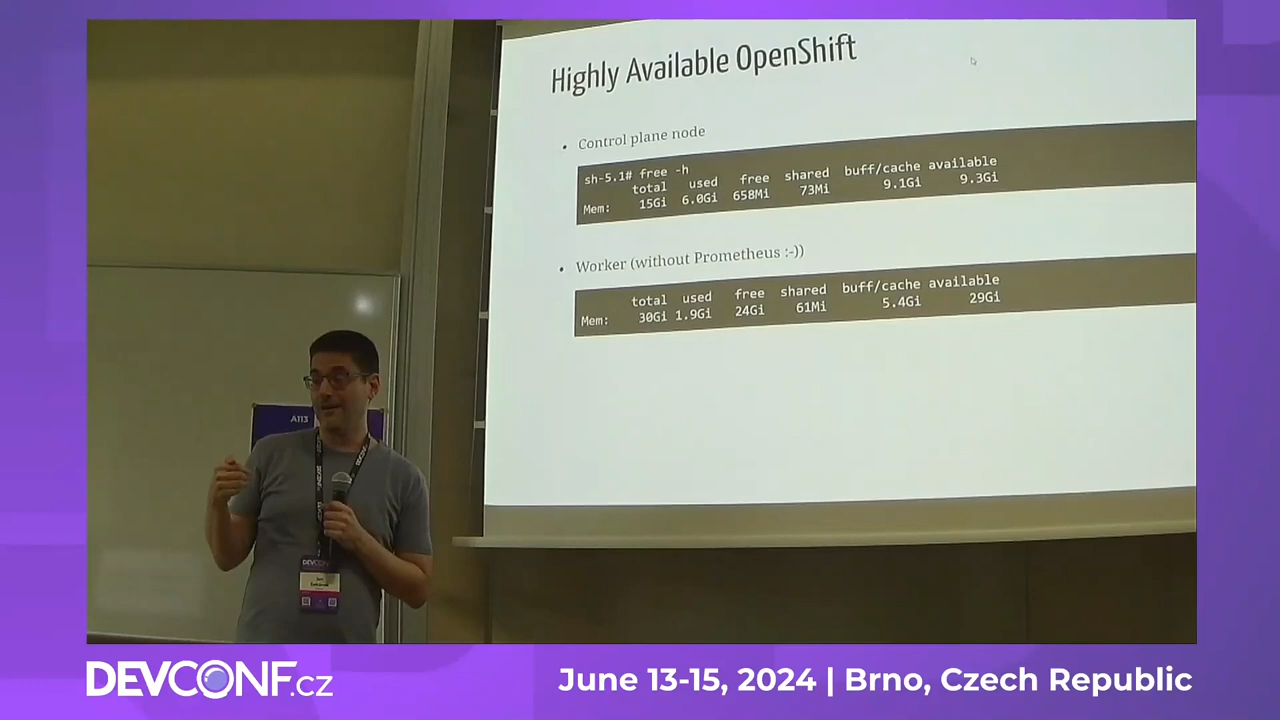 Highly Available OpenShift
• Control plane node
sh-5.1# free -h
total used free shared buff/cache available
Mem: 15Gi 6.0Gi 658Mi 73Mi 9.1Gi 9.3Gi
• Worker (without Prometheus :-))
total used free shared buff/cache available
Mem: 30Gi 1.9Gi 24Gi 61Mi 5.4Gi 29Gi
A113
DEVCONF
DEVCONF.cz
June 13-15, 2024 | Brno, Czech Republic